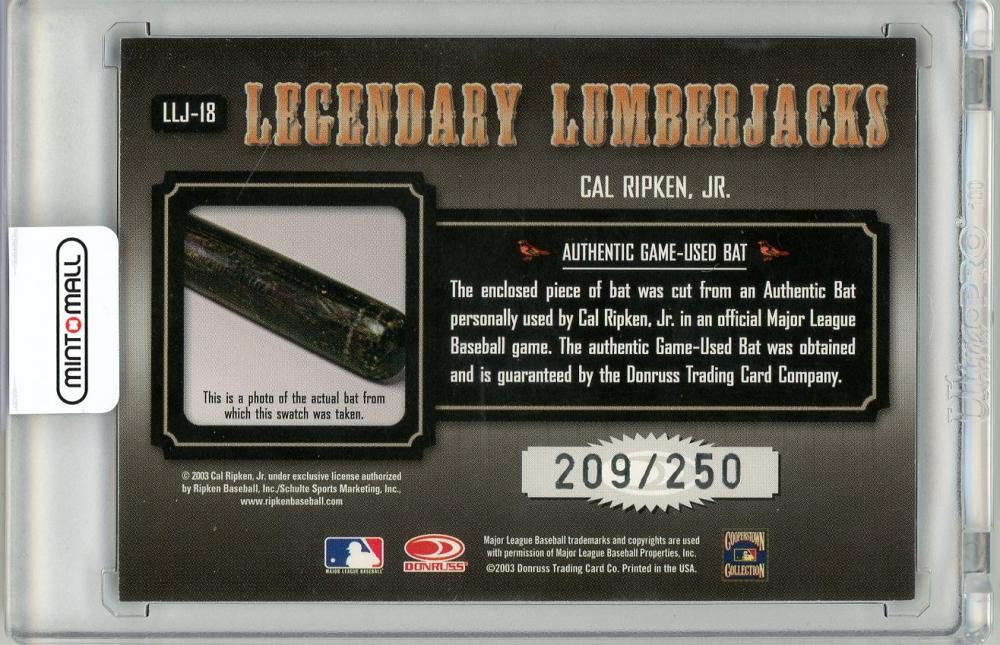 LLJ-18
LEGENDARY LUMBERJACKS
CAL RIPKEN, JR.
AUTHENTIC GAME-USED BAT
The enclosed piece of bat was cut from an Authentic Bat
personally used by Cal Ripken, Jr. in an official Major League
Baseball game. The authentic Game-Used Bat was obtained
and is guaranteed by the Donruss Trading Card Company.
This is a photo of the actual bat from
which this swatch was taken.
MINTOMALL
209/250
© 2003 Cal Ripken, Jr. under exclusive license authorized
by Ripken Baseball, Inc./Schulte Sports Marketing, Inc.,
www.ripkenbaseball.com
MAJOR LEAGUE BASEBALL
DONRUSS
Major League Baseball trademarks and copyrights are used
with permission of Major League Baseball Properties, Inc.
©2003 Donruss Trading Card Co. Printed in the USA.
COOPERSTOWN
COLLECTION